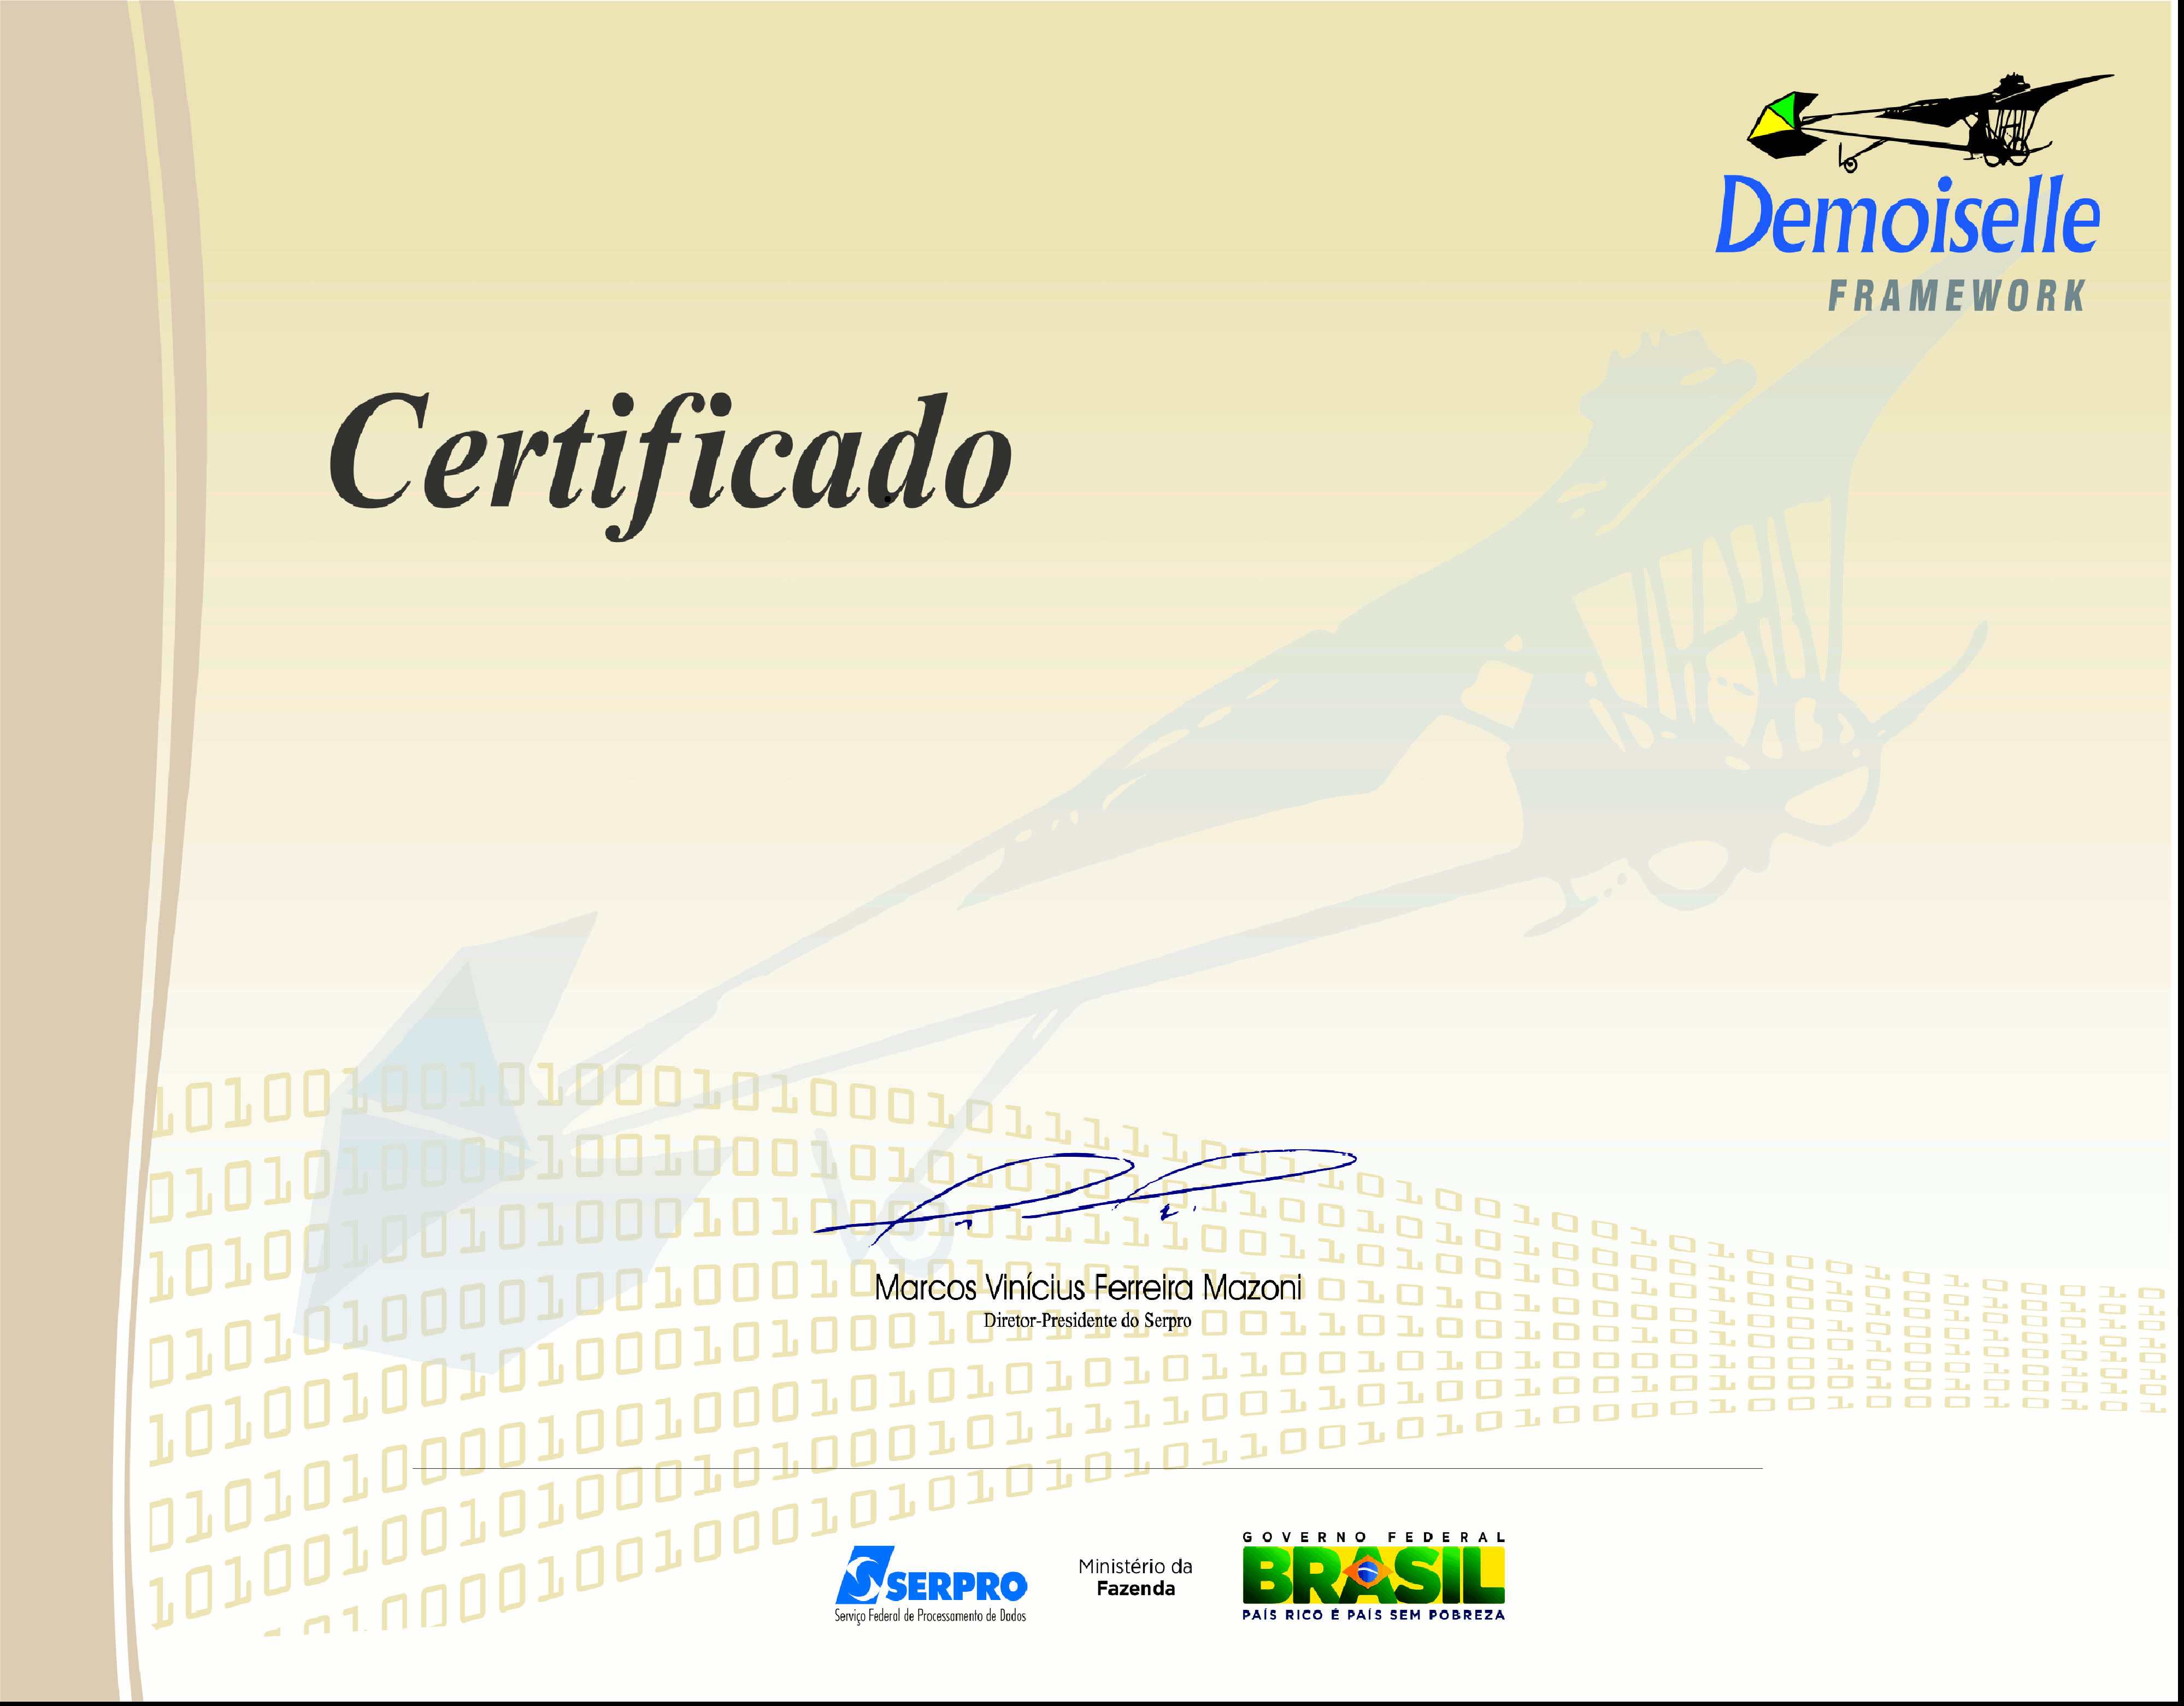 Demoiselle
FRAMEWORK
Certificado
Marcos Vinícius Ferreira Mazoni
Diretor-Presidente do Serpro
SERPRO
Serviço Federal de Processamento de Dados
Ministério da
Fazenda
GOVERNO FEDERAL
BRASIL
PAÍS RICO É PAÍS SEM POBREZA